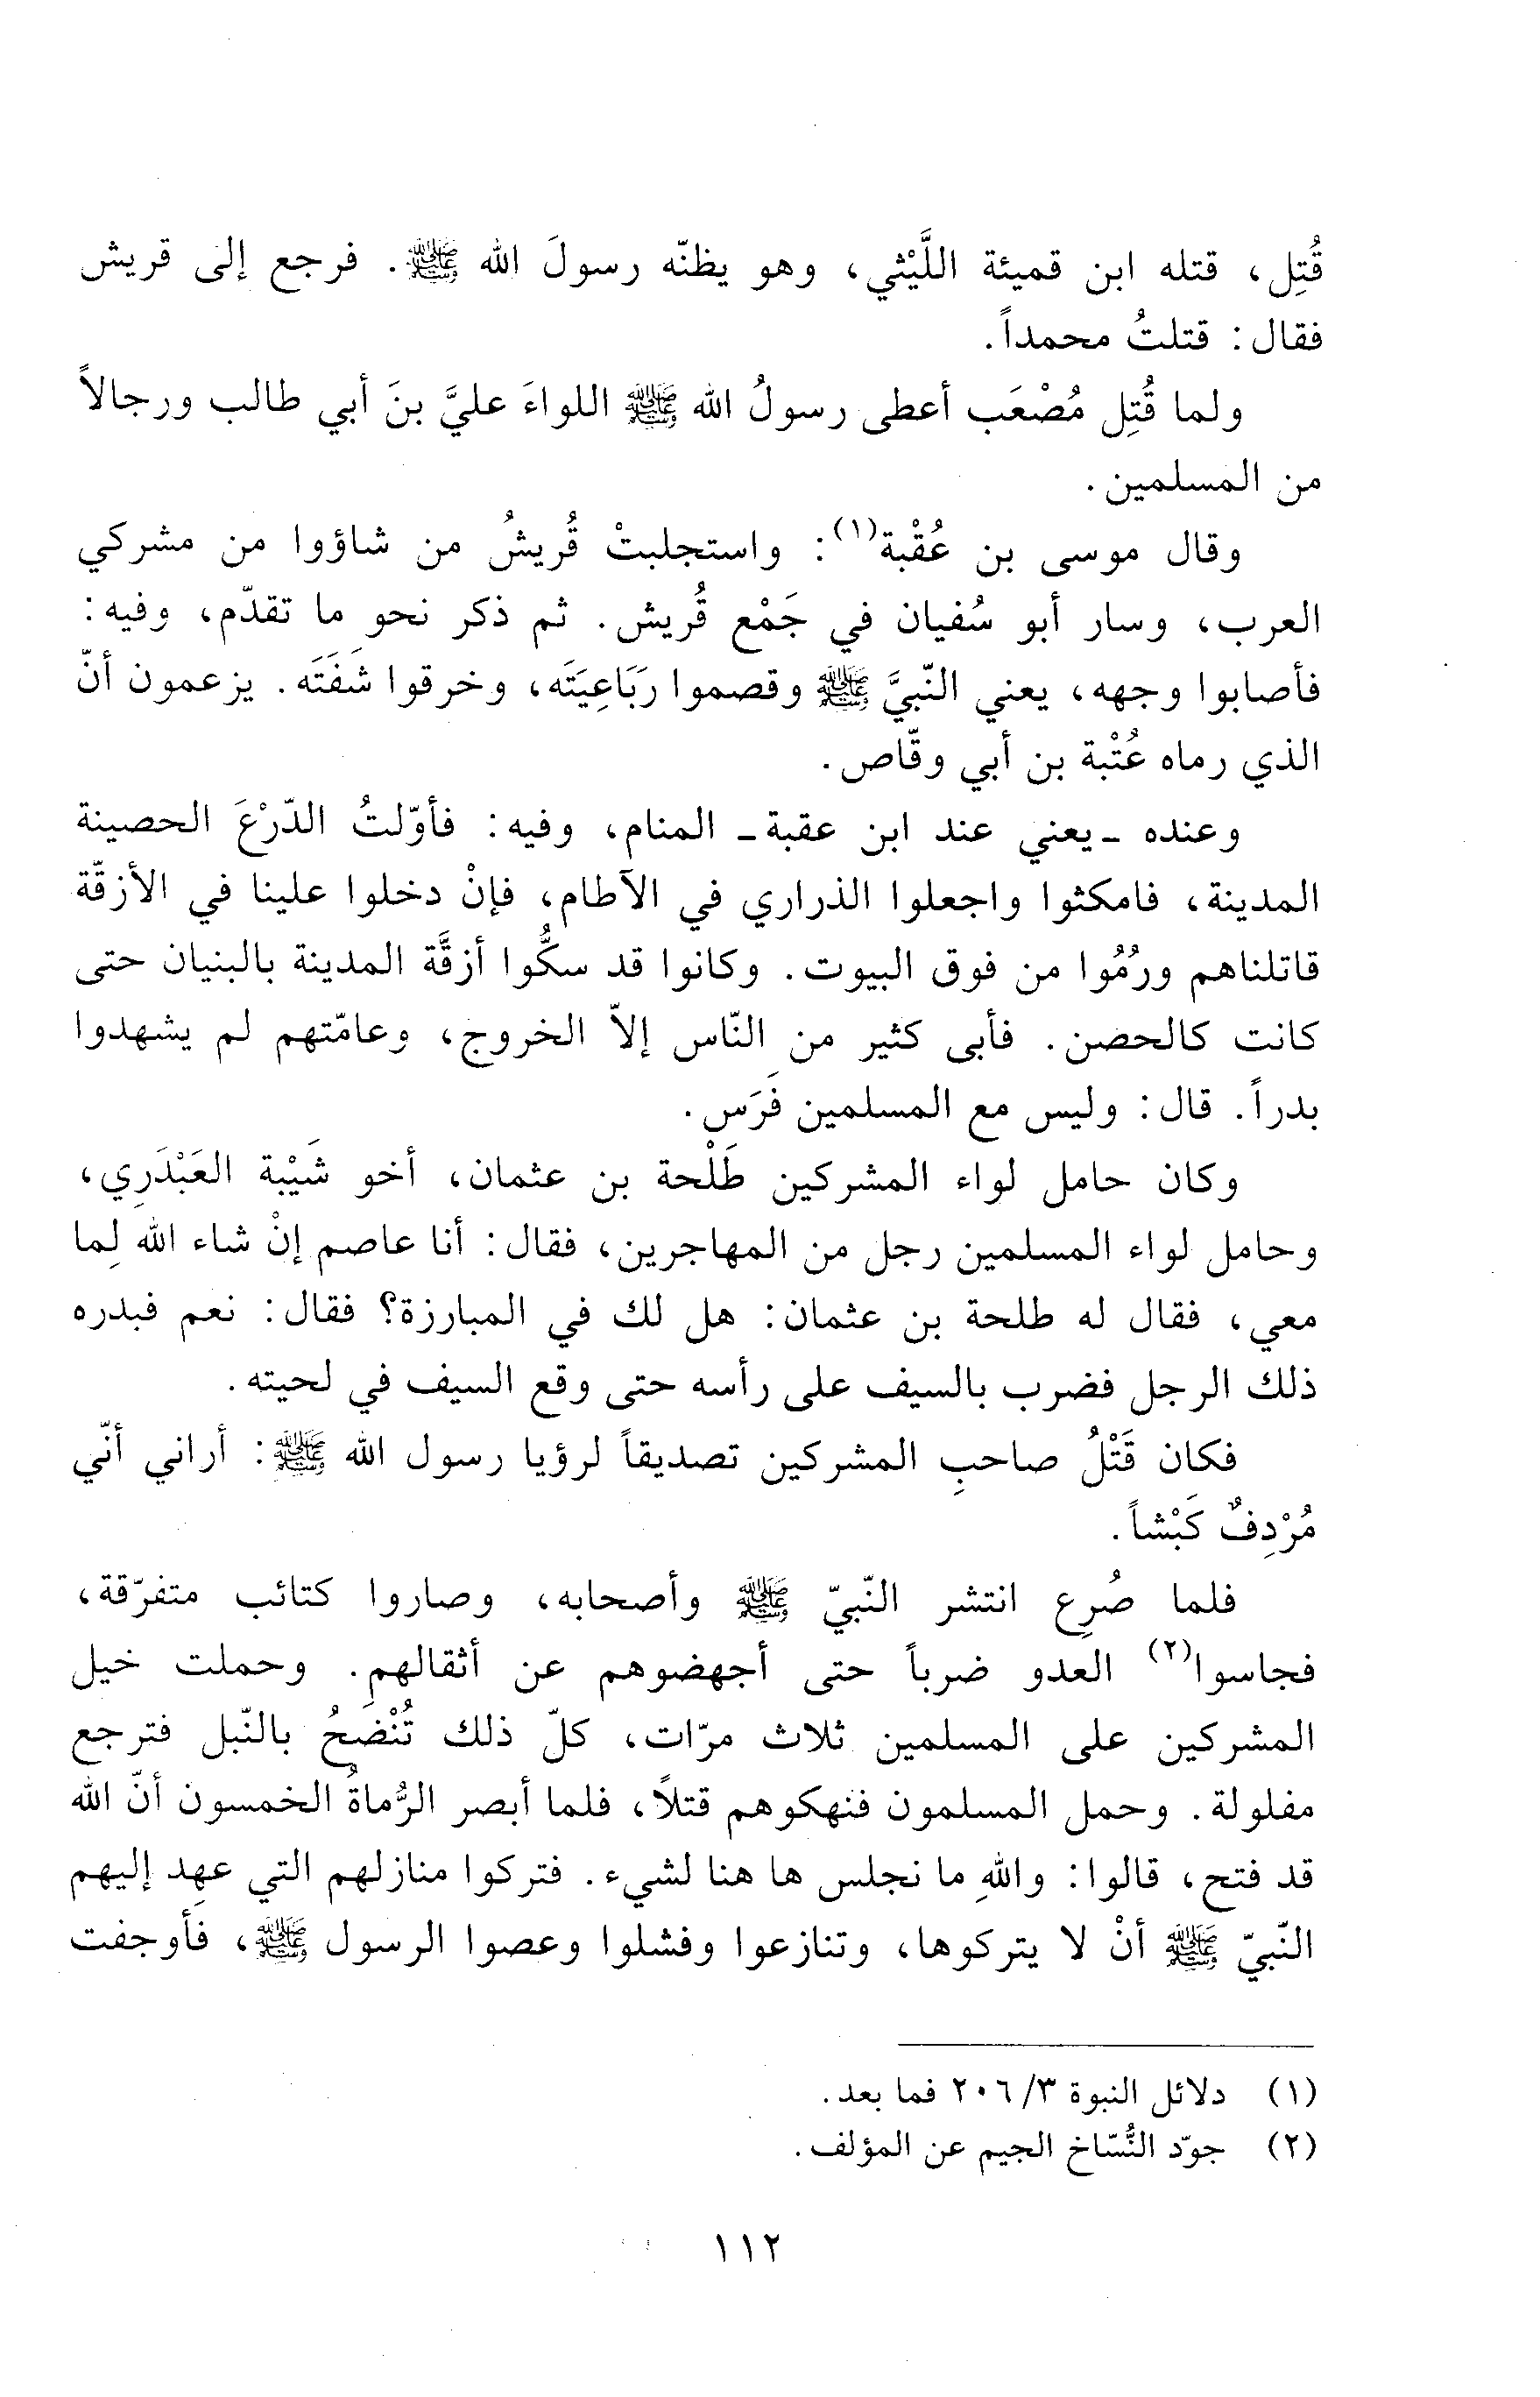 قُتِل، قتله ابن قميئة اللَّيْثي، وهو يظنّه رسولَ الله ﷺ. فرجع إلى قريش
فقال: قتلتُ محمداً.
ولما قُتِل مُصْعَب أعطى رسولُ الله ﷺ اللواءَ عليَّ بنَ أبي طالب ورجالاً
من المسلمين.
وقال موسى بن عُقْبة(١): واستجلبتْ قُريشُ من شاؤوا من مشركي
العرب، وسار أبو سُفيان في جَمْع قُريش. ثم ذكر نحو ما تقدّم، وفيه:
فأصابوا وجهه، يعني النّبيَّ ﷺ وقصموا رَبَاعِيَتَه، وخرقوا شَفَتَه. يزعمون أنّ
الذي رماه عُتْبة بن أبي وقّاص.
وعنده -يعني عند ابن عقبة- المنام، وفيه: فأوّلتُ الدّرْعَ الحصينة
المدينة، فامكثوا واجعلوا الذراري في الآطام، فإنْ دخلوا علينا في الأزقّة
قاتلناهم ورُمُوا من فوق البيوت. وكانوا قد سكُّوا أزقَّة المدينة بالبنيان حتى
كانت كالحصن. فأبى كثير من النّاس إلاّ الخروج، وعامّتهم لم يشهدوا
بدراً. قال: وليس مع المسلمين فَرَس.
وكان حامل لواء المشركين طَلْحة بن عثمان، أخو شَيْبة العَبْدَرِي،
وحامل لواء المسلمين رجل من المهاجرين، فقال: أنا عاصم إنْ شاء الله لِما
معي، فقال له طلحة بن عثمان: هل لك في المبارزة؟ فقال: نعم فبدره
ذلك الرجل فضرب بالسيف على رأسه حتى وقع السيف في لحيته.
فكان قَتْلُ صاحبِ المشركين تصديقاً لرؤيا رسول الله ﷺ: أراني أنّي
مُرْدِفٌ كَبْشاً.
فلما صُرِع انتشر النّبيّ ﷺ وأصحابه، وصاروا كتائب متفرّقة،
فجاسوا(٢) العدو ضرباً حتى أجهضوهم عن أثقالهم. وحملت خيل
المشركين على المسلمين ثلاث مرّات، كلّ ذلك تُنْضَحُ بالنّبل فترجع
مفلولة. وحمل المسلمون فنهكوهم قتلاً، فلما أبصر الرُّماةُ الخمسون أنّ الله
قد فتح، قالوا: واللهِ ما نجلس ها هنا لشيء. فتركوا منازلهم التي عهِد إليهم
النّبيّ ﷺ أنْ لا يتركوها، وتنازعوا وفشلوا وعصوا الرسول ﷺ، فأوجفت
(١) دلائل النبوة ٣/ ٢٠٦ فما بعد.
(٢) جوّد النُّسّاخ الجيم عن المؤلف.
١١٢